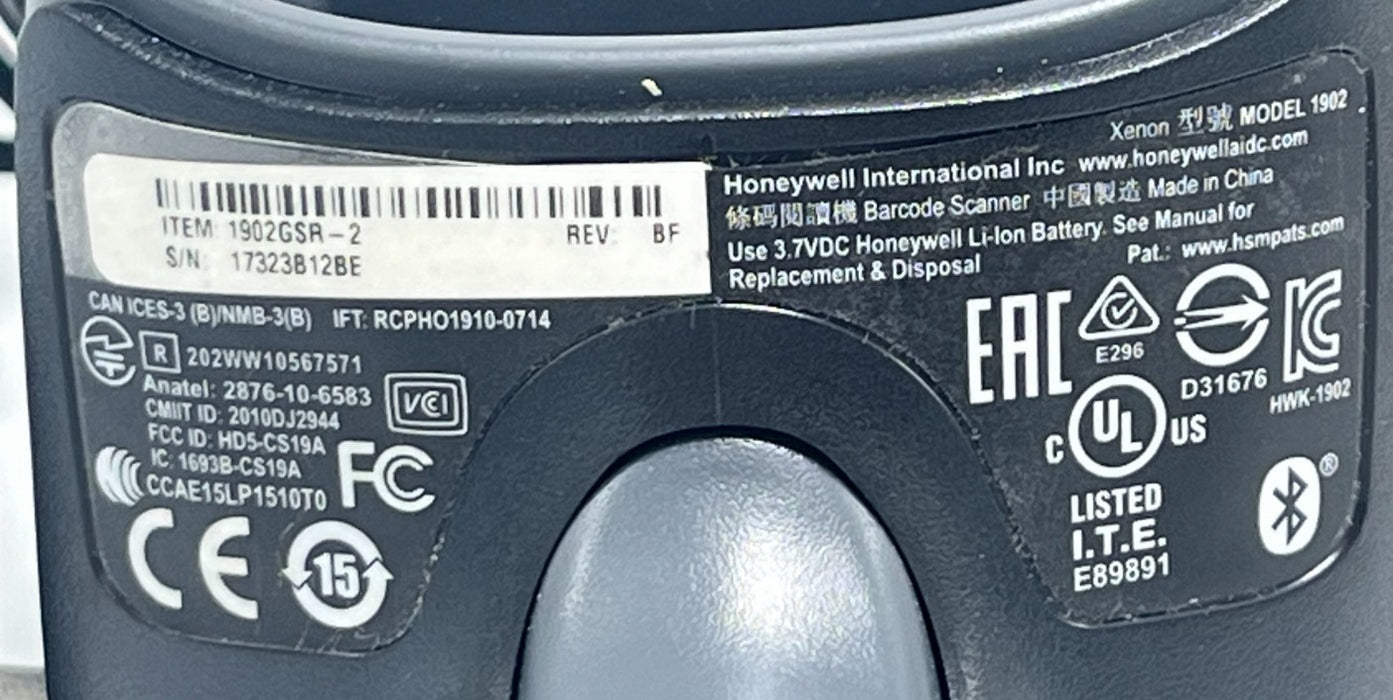 ITEM: 1902GSR-2 REV: BF
S/N: 17323B12BE
CAN ICES-3 (B)/NMB-3(B) IFT: RCPHO1910-0714
R 202WW10567571
Anatel: 2876-10-6583
VCI
CMIIT ID: 2010DJ2944
FCC ID: HD5-CS19A
IC: 1693B-CS19A
CCAE15LP1510T0
FC
CE
15
Xenon 型號 MODEL 1902
Honeywell International Inc www.honeywellaidc.com
條碼閱讀機 Barcode Scanner 中國製造 Made in China
Use 3.7VDC Honeywell Li-Ion Battery. See Manual for
Replacement & Disposal
Pat.: www.hsmpats.com
EAC
E296
D31676
KC
HWK-1902
C UL US
LISTED
I.T.E.
E89891
®